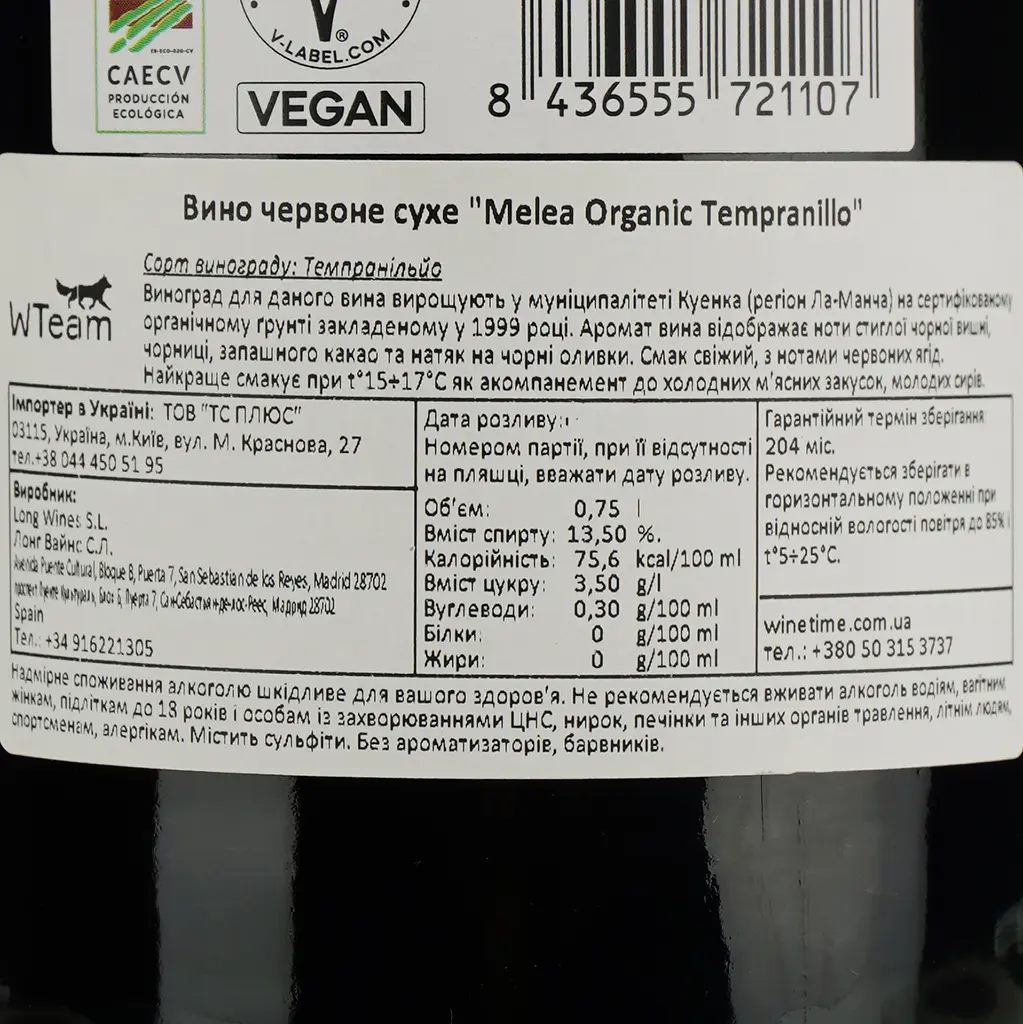 ES-ECO-020-CV
CAECV
PRODUCCIÓN
ECOLÓGICA
V®
V-LABEL.COM
VEGAN
8 436555 721107
Вино червоне сухе "Melea Organic Tempranillo"
WTeam
Сорт винограду: Темпранільйо
Виноград для даного вина вирощують у муніципалітеті Куенка (регіон Ла-Манча) на сертифікованому
органічному ґрунті закладеному у 1999 році. Аромат вина відображає ноти стиглої чорної вишні,
чорниці, запашного какао та натяк на чорні оливки. Смак свіжий, з нотами червоних ягід.
Найкраще смакує при t°15÷17°C як акомпанемент до холодних м'ясних закусок, молодих сирів.
Імпортер в Україні: ТОВ "ТС ПЛЮС"
03115, Україна, м.Київ, вул. М. Краснова, 27
тел.+38 044 450 51 95
Виробник:
Long Wines S.L.
Лонг Вайнс С.Л.
Avenida Puente Cultural, Bloque B, Puerta 7, San Sebastian de los Reyes, Madrid 28702
Мадрид 28702
Spain
Тел.: +34 916221305
Дата розливу:
Номером партії, при її відсутності
на пляшці, вважати дату розливу.
Об'єм: 0,75 l
Вміст спирту: 13,50 %.
Калорійність: 75,6 kcal/100 ml
Вміст цукру: 3,50 g/l
Вуглеводи: 0,30 g/100 ml
Білки: 0 g/100 ml
Жири: 0 g/100 ml
Гарантійний термін зберігання
204 міс.
Рекомендується зберігати в
горизонтальному положенні при
відносній вологості повітря до 85% і
t°5÷25°C.
winetime.com.ua
тел.: +380 50 315 3737
Надмірне споживання алкоголю шкідливе для вашого здоров'я. Не рекомендується вживати алкоголь водіям, вагітним
жінкам, підліткам до 18 років і особам із захворюваннями ЦНС, нирок, печінки та інших органів травлення, літнім людям,
спортсменам, алергікам. Містить сульфіти. Без ароматизаторів, барвників.